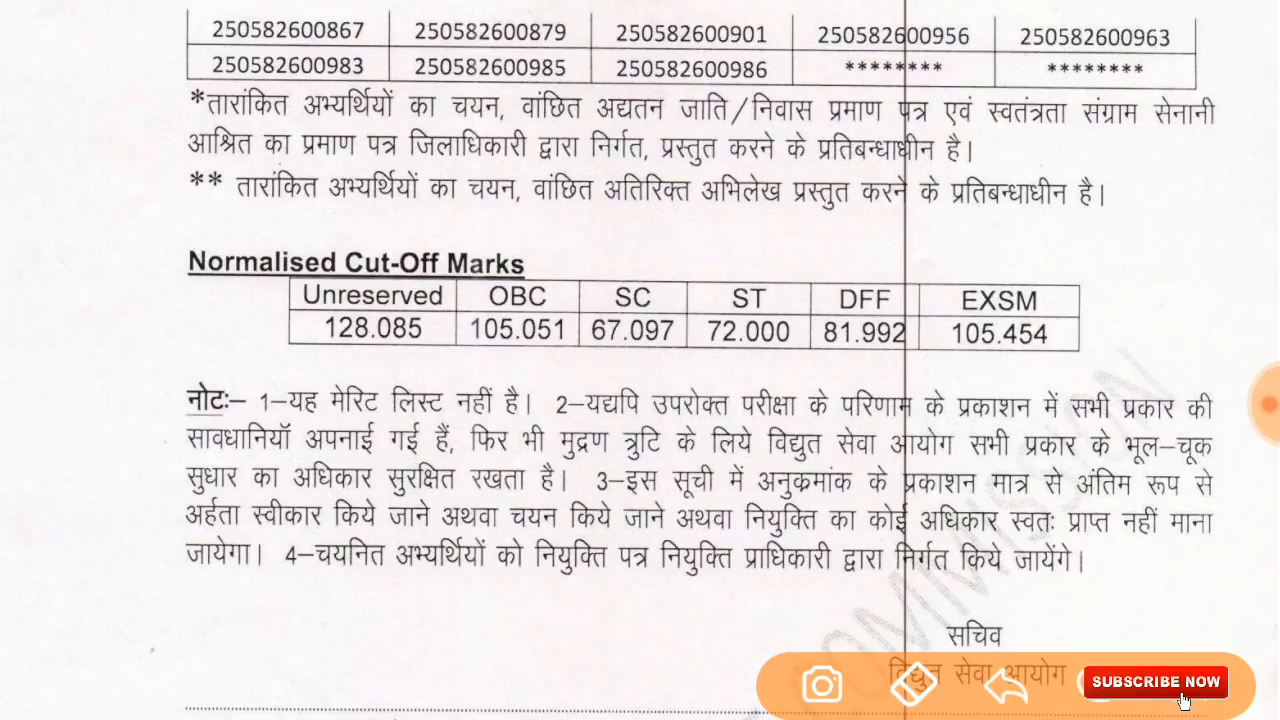 250582600867 250582600879 250582600901 250582600956 250582600963
250582600983 250582600985 250582600986 ******** ********
*तारांकित अभ्यर्थियों का चयन, वांछित अद्यतन जाति/निवास प्रमाण पत्र एवं स्वतंत्रता संग्राम सेनानी
आश्रित का प्रमाण पत्र जिलाधिकारी द्वारा निर्गत, प्रस्तुत करने के प्रतिबन्धाधीन है।
** तारांकित अभ्यर्थियों का चयन, वांछित अतिरिक्त अभिलेख प्रस्तुत करने के प्रतिबन्धाधीन है।
Normalised Cut-Off Marks
Unreserved OBC SC ST DFF EXSM
128.085 105.051 67.097 72.000 81.992 105.454
नोटः– 1–यह मेरिट लिस्ट नहीं है। 2–यद्यपि उपरोक्त परीक्षा के परिणाम के प्रकाशन में सभी प्रकार की
सावधानियॉ अपनाई गई हैं, फिर भी मुद्रण त्रुटि के लिये विद्युत सेवा आयोग सभी प्रकार के भूल–चूक
सुधार का अधिकार सुरक्षित रखता है। 3–इस सूची में अनुक्रमांक के प्रकाशन मात्र से अंतिम रूप से
अर्हता स्वीकार किये जाने अथवा चयन किये जाने अथवा नियुक्ति का कोई अधिकार स्वतः प्राप्त नहीं माना
जायेगा। 4–चयनित अभ्यर्थियों को नियुक्ति पत्र नियुक्ति प्राधिकारी द्वारा निर्गत किये जायेंगे।
COMMISSION
सचिव
विद्युत सेवा आयोग
SUBSCRIBE NOW